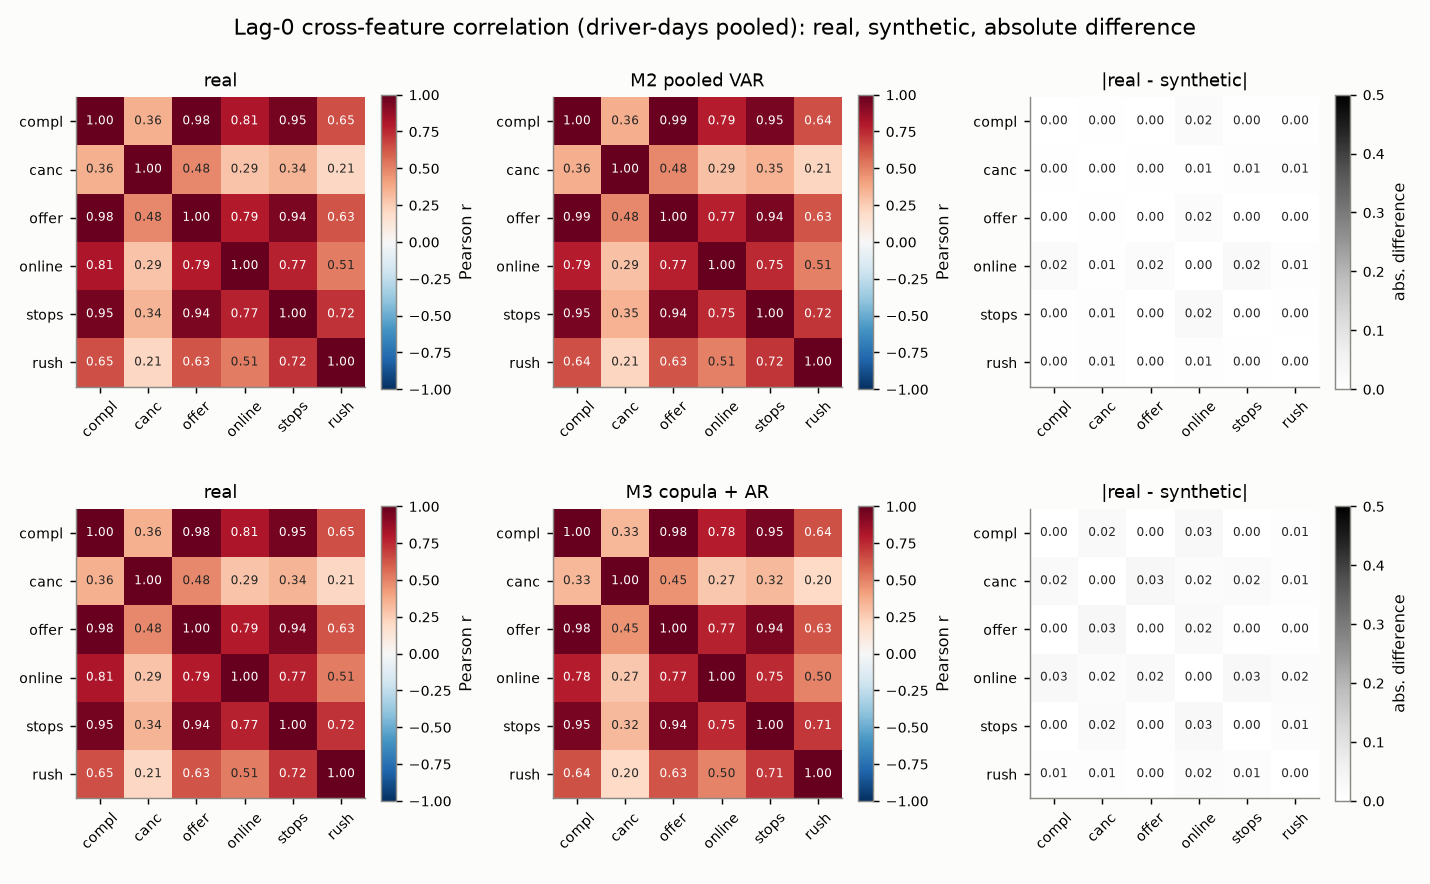 Lag-0 cross-feature correlation (driver-days pooled): real, synthetic, absolute difference
real
compl 1.00 0.36 0.98 0.81 0.95 0.65
canc 0.36 1.00 0.48 0.29 0.34 0.21
offer 0.98 0.48 1.00 0.79 0.94 0.63
online 0.81 0.29 0.79 1.00 0.77 0.51
stops 0.95 0.34 0.94 0.77 1.00 0.72
rush 0.65 0.21 0.63 0.51 0.72 1.00
compl canc offer online stops rush
1.00
0.75
0.50
0.25
0.00
−0.25
−0.50
−0.75
−1.00
Pearson r
M2 pooled VAR
compl 1.00 0.36 0.99 0.79 0.95 0.64
canc 0.36 1.00 0.48 0.29 0.35 0.21
offer 0.99 0.48 1.00 0.77 0.94 0.63
online 0.79 0.29 0.77 1.00 0.75 0.51
stops 0.95 0.35 0.94 0.75 1.00 0.72
rush 0.64 0.21 0.63 0.51 0.72 1.00
compl canc offer online stops rush
1.00
0.75
0.50
0.25
0.00
−0.25
−0.50
−0.75
−1.00
Pearson r
|real - synthetic|
compl 0.00 0.00 0.00 0.02 0.00 0.00
canc 0.00 0.00 0.00 0.01 0.01 0.01
offer 0.00 0.00 0.00 0.02 0.00 0.00
online 0.02 0.01 0.02 0.00 0.02 0.01
stops 0.00 0.01 0.00 0.02 0.00 0.00
rush 0.00 0.01 0.00 0.01 0.00 0.00
compl canc offer online stops rush
0.5
0.4
0.3
0.2
0.1
0.0
abs. difference
real
compl 1.00 0.36 0.98 0.81 0.95 0.65
canc 0.36 1.00 0.48 0.29 0.34 0.21
offer 0.98 0.48 1.00 0.79 0.94 0.63
online 0.81 0.29 0.79 1.00 0.77 0.51
stops 0.95 0.34 0.94 0.77 1.00 0.72
rush 0.65 0.21 0.63 0.51 0.72 1.00
compl canc offer online stops rush
1.00
0.75
0.50
0.25
0.00
−0.25
−0.50
−0.75
−1.00
Pearson r
M3 copula + AR
compl 1.00 0.33 0.98 0.78 0.95 0.64
canc 0.33 1.00 0.45 0.27 0.32 0.20
offer 0.98 0.45 1.00 0.77 0.94 0.63
online 0.78 0.27 0.77 1.00 0.75 0.50
stops 0.95 0.32 0.94 0.75 1.00 0.71
rush 0.64 0.20 0.63 0.50 0.71 1.00
compl canc offer online stops rush
1.00
0.75
0.50
0.25
0.00
−0.25
−0.50
−0.75
−1.00
Pearson r
|real - synthetic|
compl 0.00 0.02 0.00 0.03 0.00 0.01
canc 0.02 0.00 0.03 0.02 0.02 0.01
offer 0.00 0.03 0.00 0.02 0.00 0.00
online 0.03 0.02 0.02 0.00 0.03 0.02
stops 0.00 0.02 0.00 0.03 0.00 0.01
rush 0.01 0.01 0.00 0.02 0.01 0.00
compl canc offer online stops rush
0.5
0.4
0.3
0.2
0.1
0.0
abs. difference